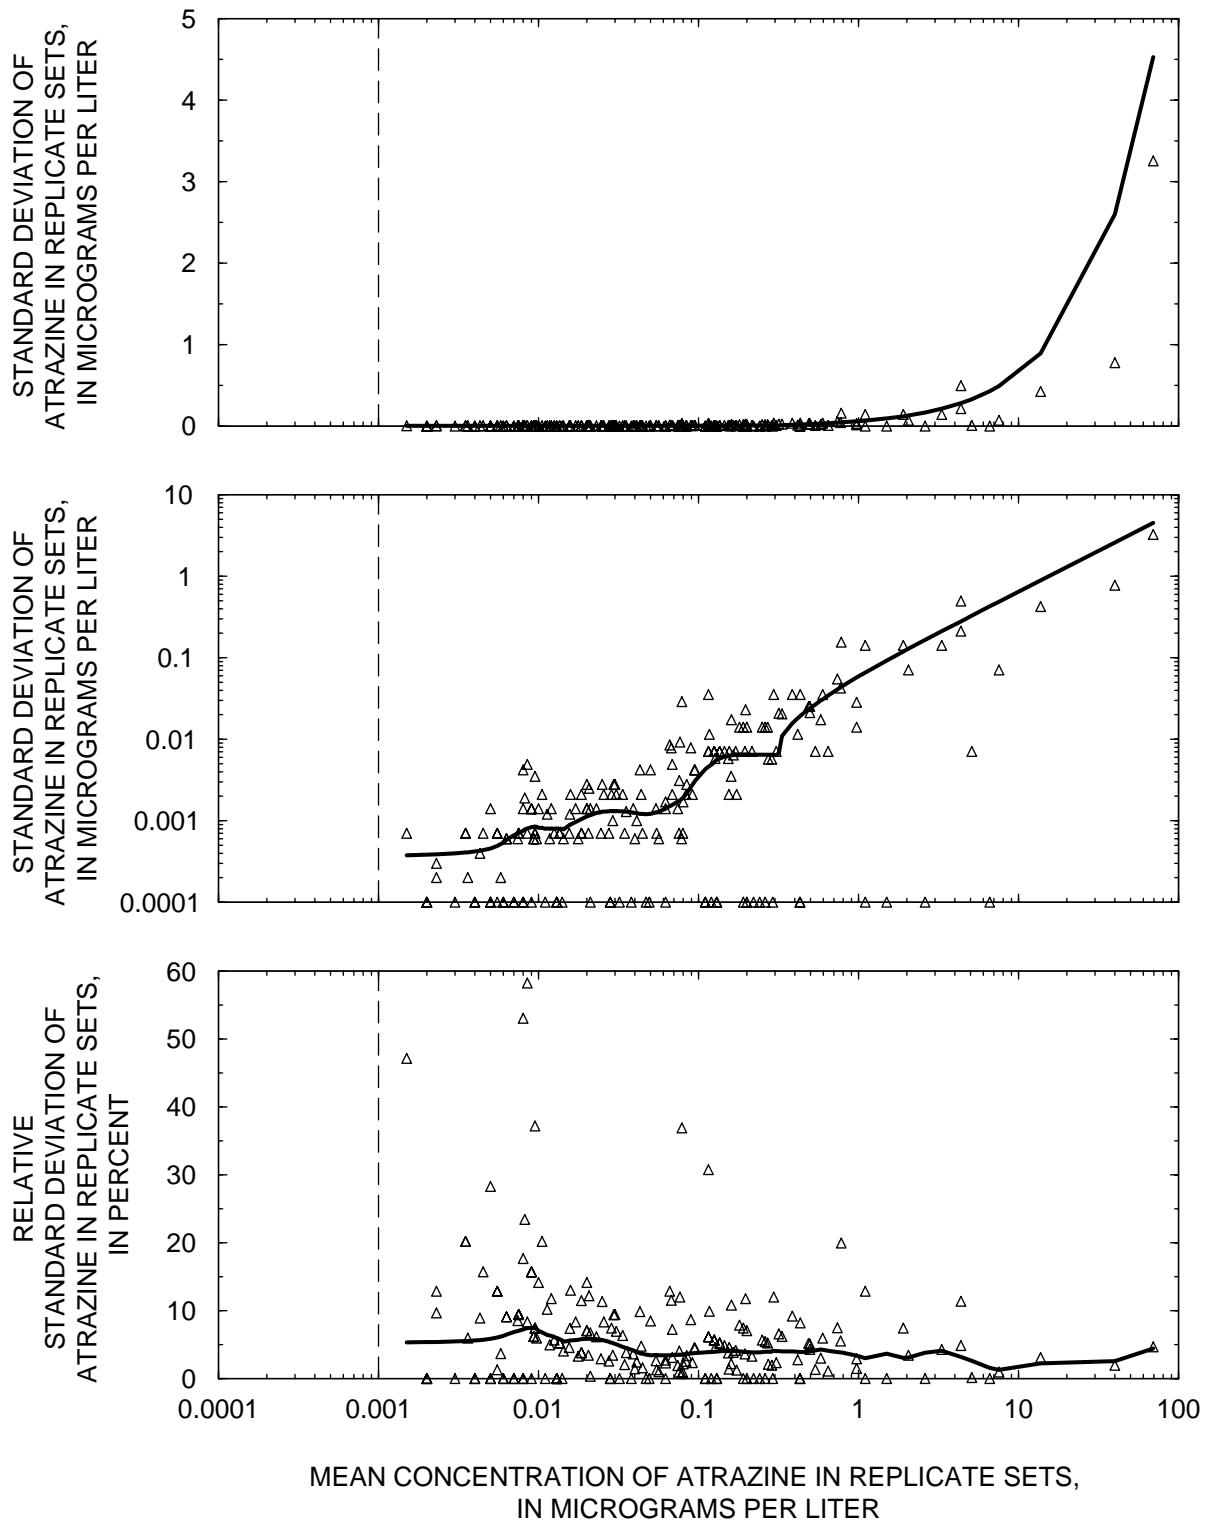 STANDARD DEVIATION OF
ATRAZINE IN REPLICATE SETS,
IN MICROGRAMS PER LITER
5
4
3
2
1
0
STANDARD DEVIATION OF
ATRAZINE IN REPLICATE SETS,
IN MICROGRAMS PER LITER
10
1
0.1
0.01
0.001
0.0001
RELATIVE
STANDARD DEVIATION OF
ATRAZINE IN REPLICATE SETS,
IN PERCENT
60
50
40
30
20
10
0
0.0001 0.001 0.01 0.1 1 10 100
MEAN CONCENTRATION OF ATRAZINE IN REPLICATE SETS,
IN MICROGRAMS PER LITER